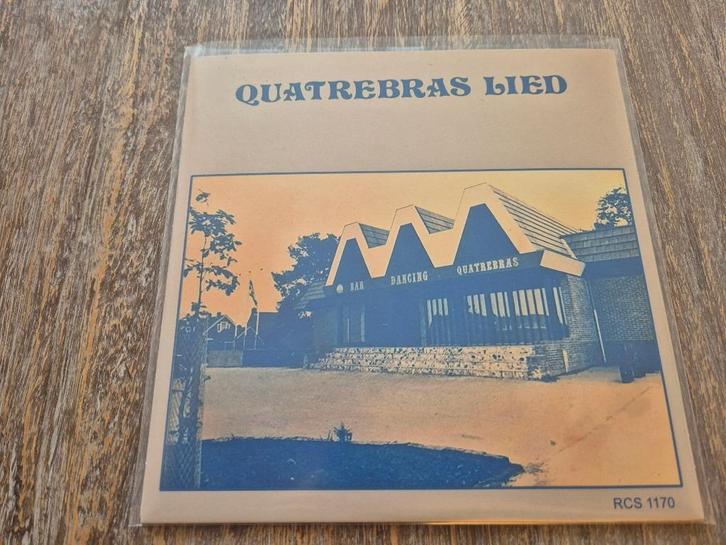 QUATREBRAS LIED
BAR DANCING QUATREBRAS
RCS 1170